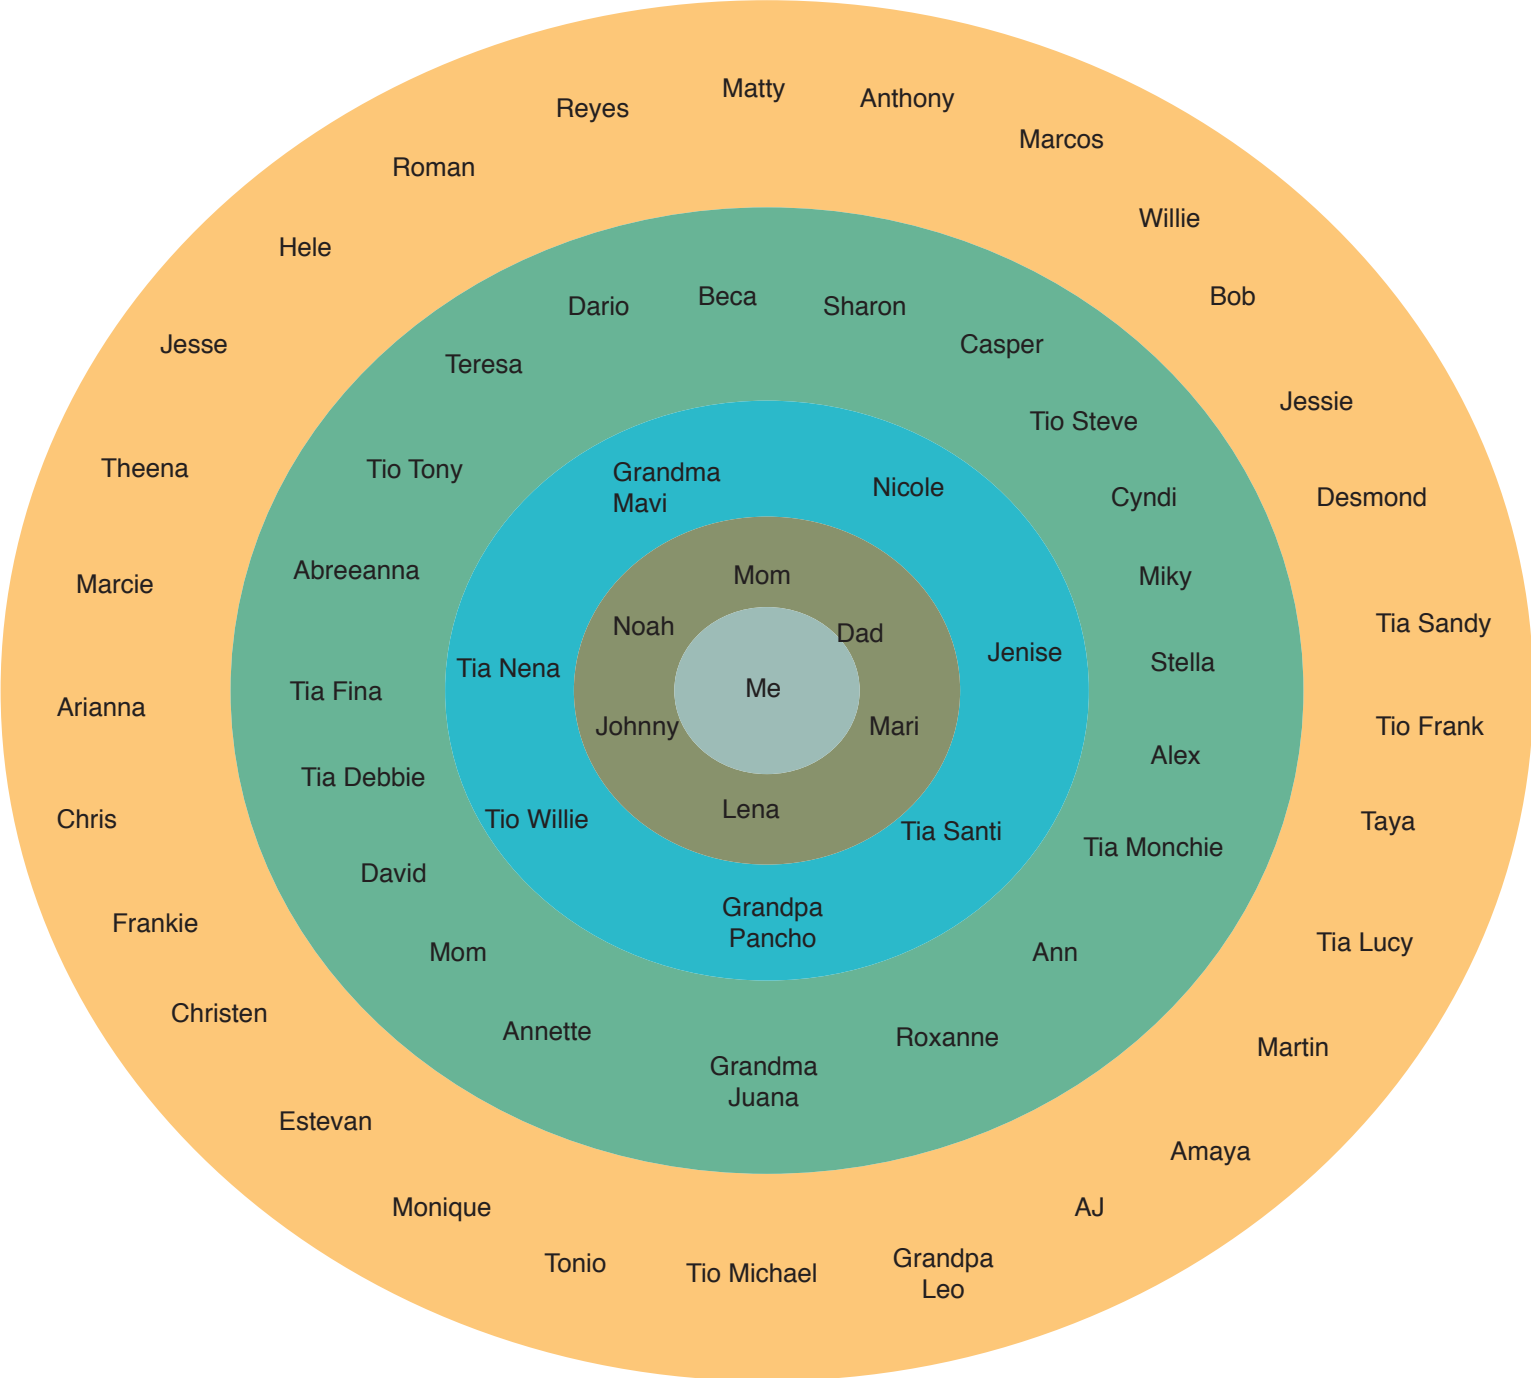 Matty
Anthony
Reyes
Marcos
Roman
Willie
Hele
Bob
Jesse
Jessie
Theena
Desmond
Marcie
Tia Sandy
Arianna
Tio Frank
Chris
Taya
Frankie
Tia Lucy
Christen
Martin
Estevan
Amaya
Monique
AJ
Tonio
Tio Michael
Grandpa
Leo
Beca
Dario
Sharon
Casper
Teresa
Tio Steve
Tio Tony
Cyndi
Abreeanna
Miky
Stella
Tia Fina
Alex
Tia Debbie
Tia Monchie
David
Mom
Ann
Annette
Roxanne
Grandma
Juana
Grandma
Mavi
Nicole
Jenise
Tia Nena
Tio Willie
Tia Santi
Grandpa
Pancho
Mom
Noah
Dad
Johnny
Mari
Lena
Me